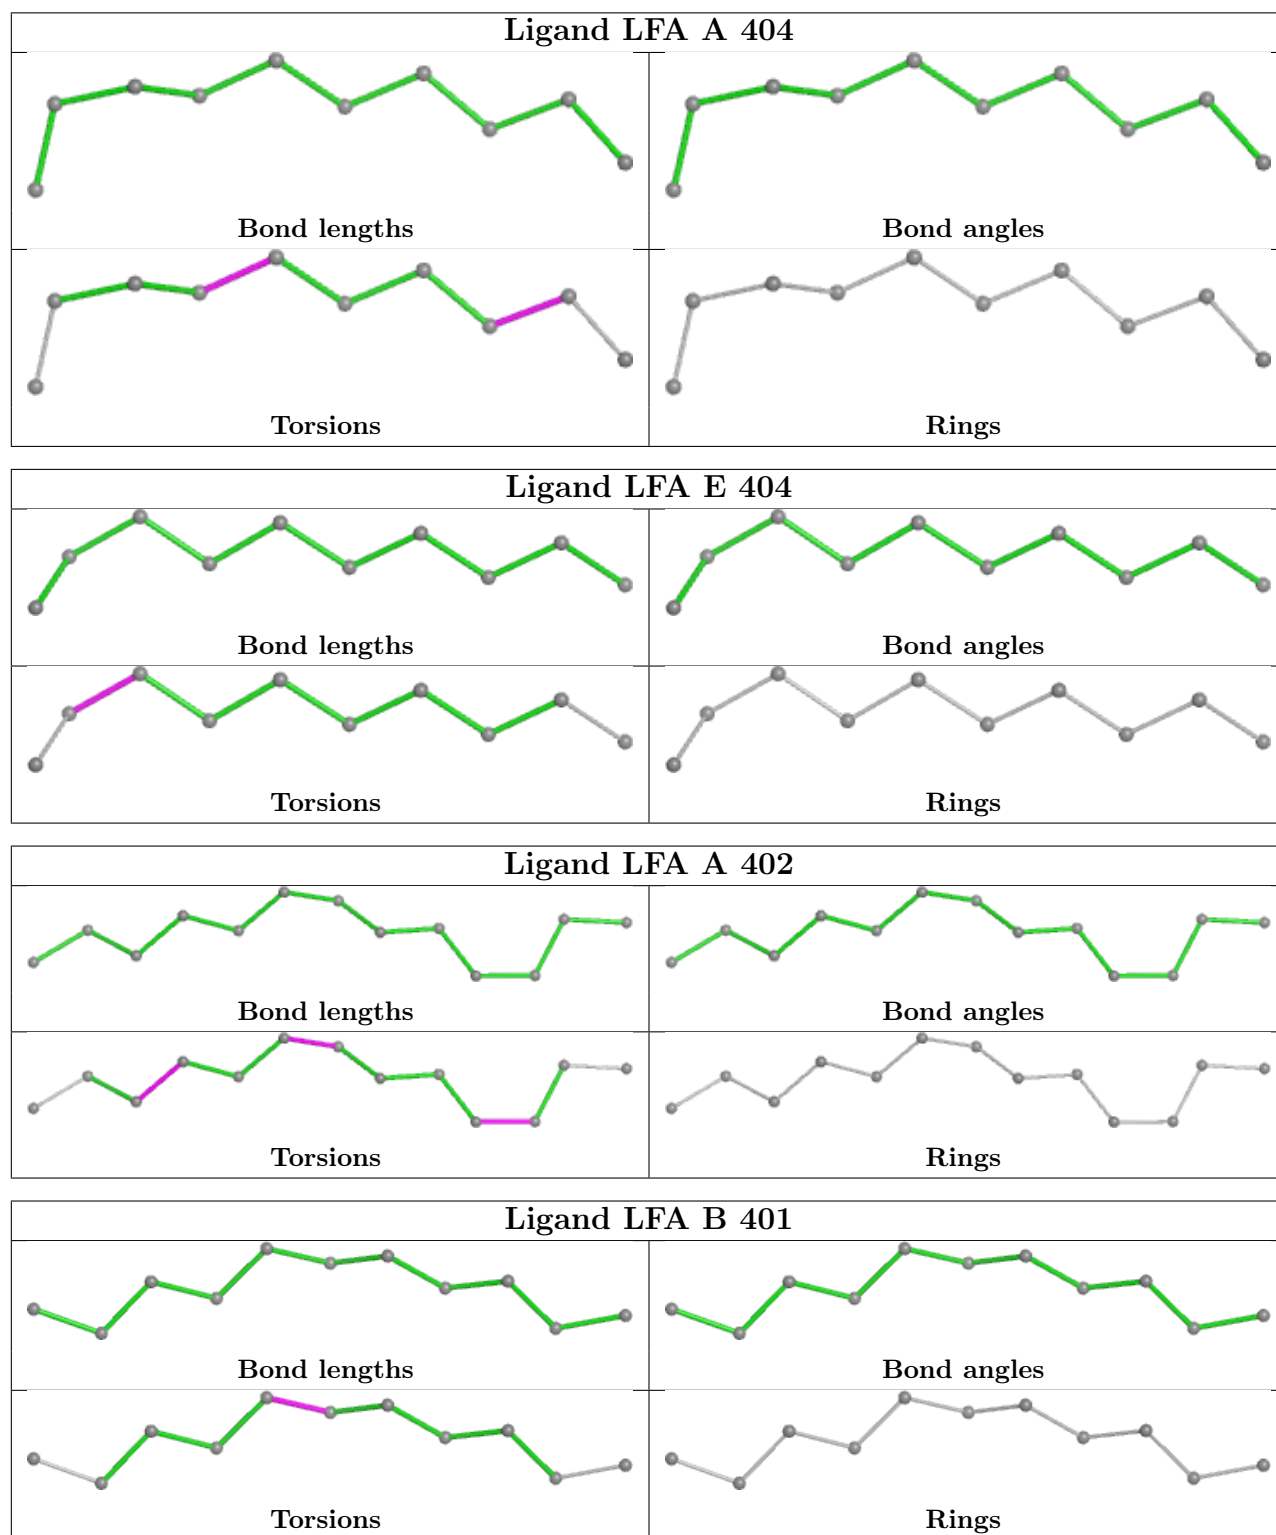 Ligand LFA A 404
Bond lengths
Bond angles
Torsions
Rings
Ligand LFA E 404
Bond lengths
Bond angles
Torsions
Rings
Ligand LFA A 402
Bond lengths
Bond angles
Torsions
Rings
Ligand LFA B 401
Bond lengths
Bond angles
Torsions
Rings